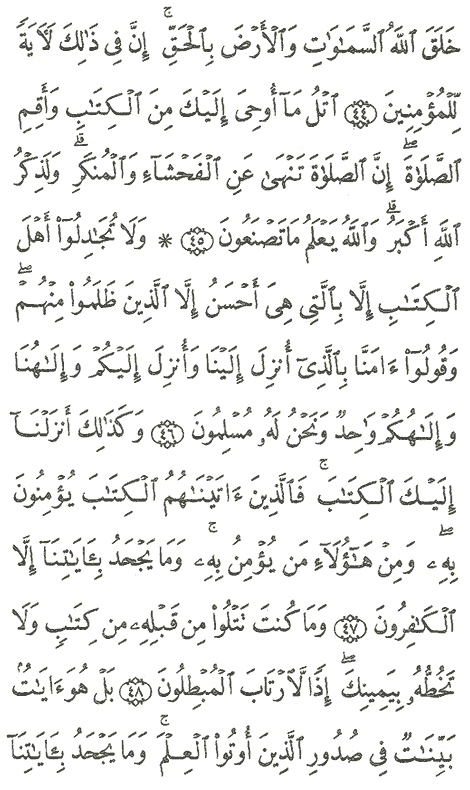 خَلَقَ ٱللَّهُ ٱلسَّمَٰوَٰتِ وَٱلۡأَرۡضَ بِٱلۡحَقِّۚ إِنَّ فِى ذَٰلِكَ لَأٓيَةً
لِّلۡمُؤۡمِنِينَ ٤٤ ٱتۡلُ مَآ أُوحِىَ إِلَيۡكَ مِنَ ٱلۡكِتَٰبِ وَأَقِمِ
ٱلصَّلَوٰةَۖ إِنَّ ٱلصَّلَوٰةَ تَنۡهَىٰ عَنِ ٱلۡفَحۡشَآءِ وَٱلۡمُنكَرِۗ وَلَذِكۡرُ
ٱللَّهِ أَكۡبَرُۗ وَٱللَّهُ يَعۡلَمُ مَا تَصۡنَعُونَ ٤٥ * وَلَا تُجَٰدِلُوٓاْ أَهۡلَ
ٱلۡكِتَٰبِ إِلَّا بِٱلَّتِى هِىَ أَحۡسَنُ إِلَّا ٱلَّذِينَ ظَلَمُواْ مِنۡهُمۡۖ
وَقُولُوٓاْ ءَامَنَّا بِٱلَّذِىٓ أُنزِلَ إِلَيۡنَا وَأُنزِلَ إِلَيۡكُمۡ وَإِلَٰهُنَا
وَإِلَٰهُكُمۡ وَٰحِدٌ وَنَحۡنُ لَهُۥ مُسۡلِمُونَ ٤٦ وَكَذَٰلِكَ أَنزَلۡنَآ
إِلَيۡكَ ٱلۡكِتَٰبَۚ فَٱلَّذِينَ ءَاتَيۡنَٰهُمُ ٱلۡكِتَٰبَ يُؤۡمِنُونَ
بِهِۦۖ وَمِنۡ هَٰٓؤُلَآءِ مَن يُؤۡمِنُ بِهِۦۚ وَمَا يَجۡحَدُ بِـَٔايَٰتِنَآ إِلَّا
ٱلۡكَٰفِرُونَ ٤٧ وَمَا كُنتَ تَتۡلُواْ مِن قَبۡلِهِۦ مِن كِتَٰبٍ وَلَا
تَخُطُّهُۥ بِيَمِينِكَۖ إِذًا لَّٱرۡتَابَ ٱلۡمُبۡطِلُونَ ٤٨ بَلۡ هُوَ ءَايَٰتٌۢ
بَيِّنَٰتٌ فِى صُدُورِ ٱلَّذِينَ أُوتُواْ ٱلۡعِلۡمَۚ وَمَا يَجۡحَدُ بِـَٔايَٰتِنَآ